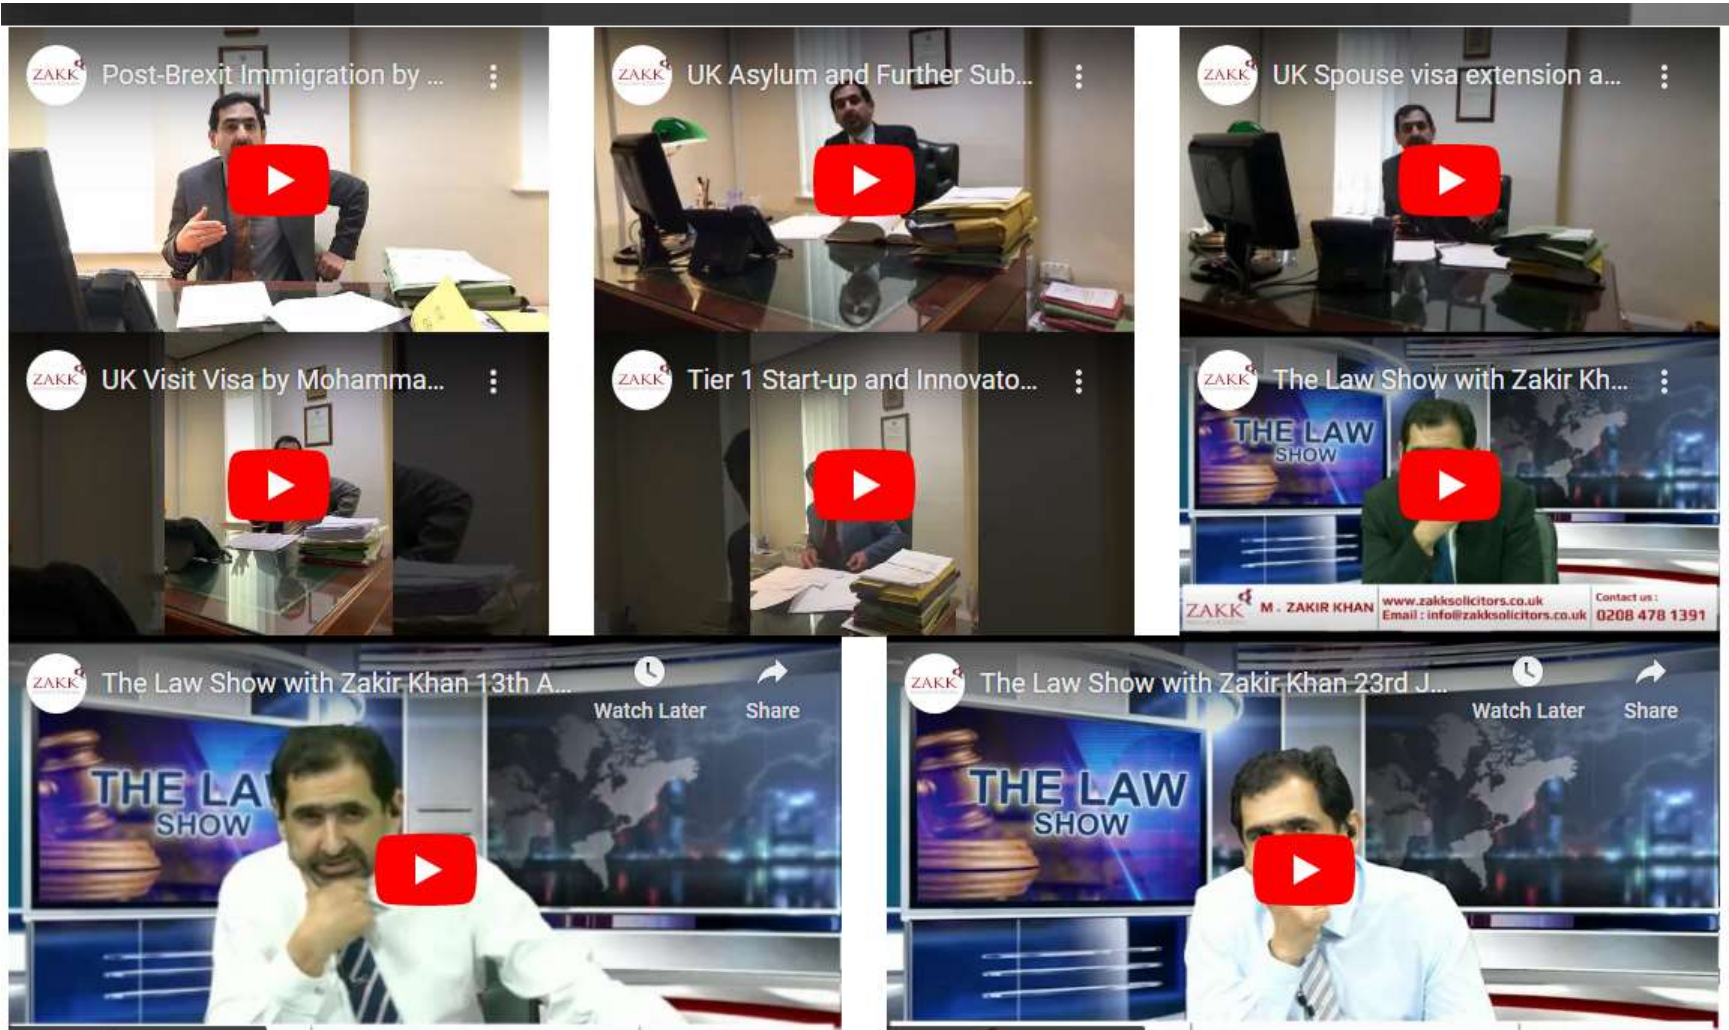 ZAKK
Post-Brexit Immigration by ...
ZAKK
UK Asylum and Further Sub...
ZAKK
UK Spouse visa extension a...
ZAKK
UK Visit Visa by Mohamma...
ZAKK
Tier 1 Start-up and Innovato...
ZAKK
The Law Show with Zakir Kh...
THE LAW
SHOW
ZAKK
M . ZAKIR KHAN
www.zakksolicitors.co.uk
Email : info@zakksolicitors.co.uk
Contact us :
0208 478 1391
ZAKK
The Law Show with Zakir Khan 13th A...
Watch Later
Share
THE LA
SHOW
ZAKK
The Law Show with Zakir Khan 23rd J...
Watch Later
Share
THE LAW
SHOW